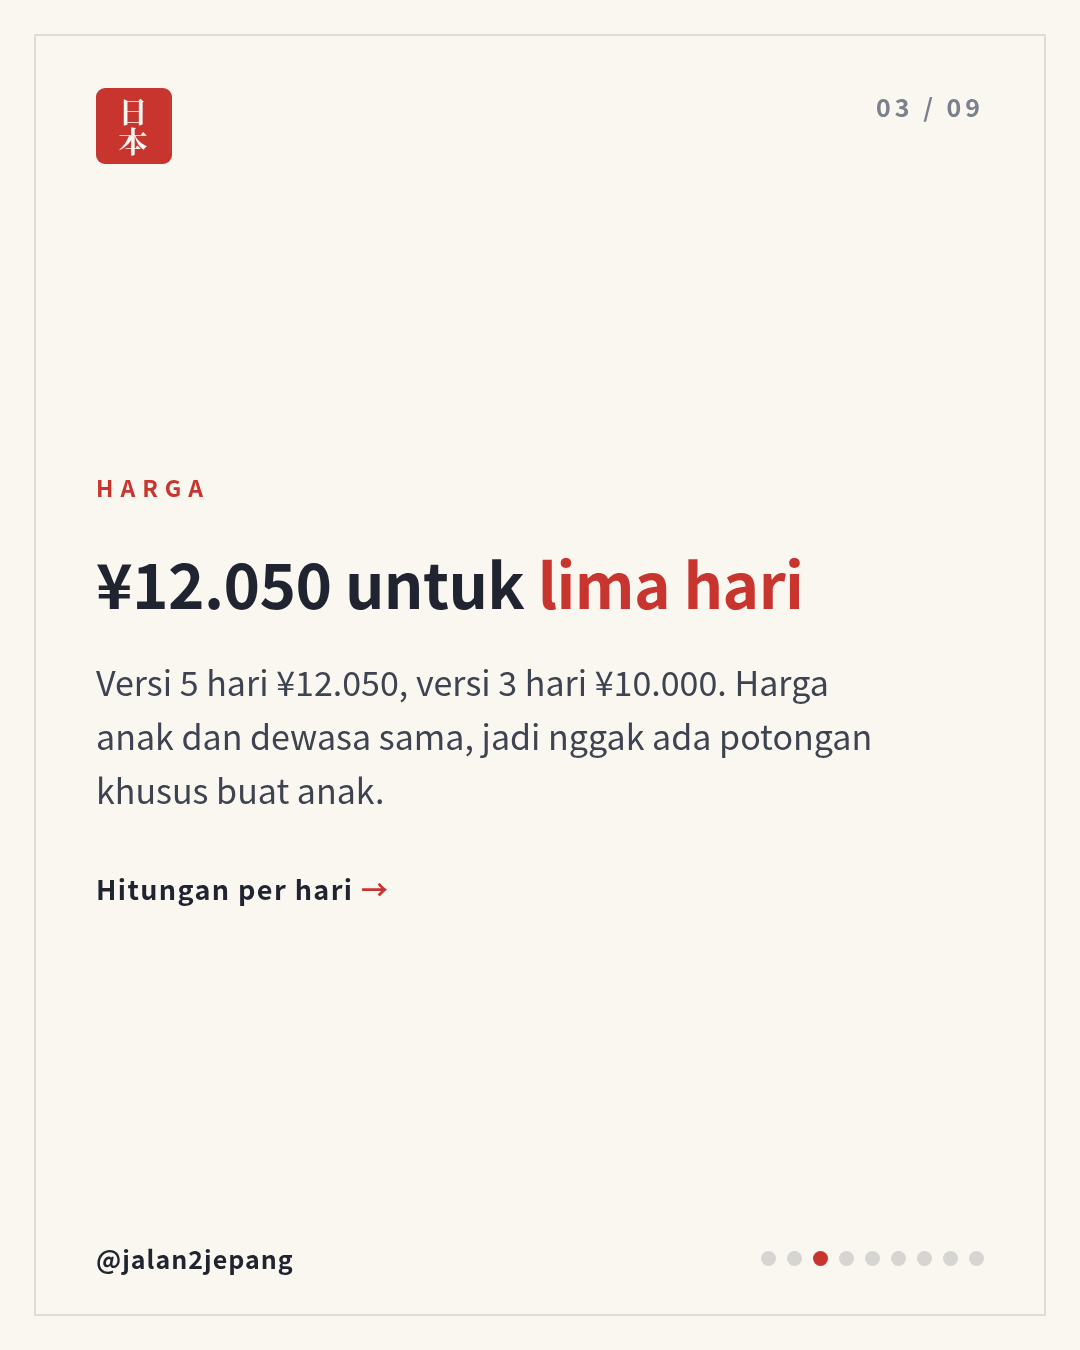 日本
03 / 09
HARGA
¥12.050 untuk lima hari
Versi 5 hari ¥12.050, versi 3 hari ¥10.000. Harga
anak dan dewasa sama, jadi nggak ada potongan
khusus buat anak.
Hitungan per hari →
@jalan2jepang